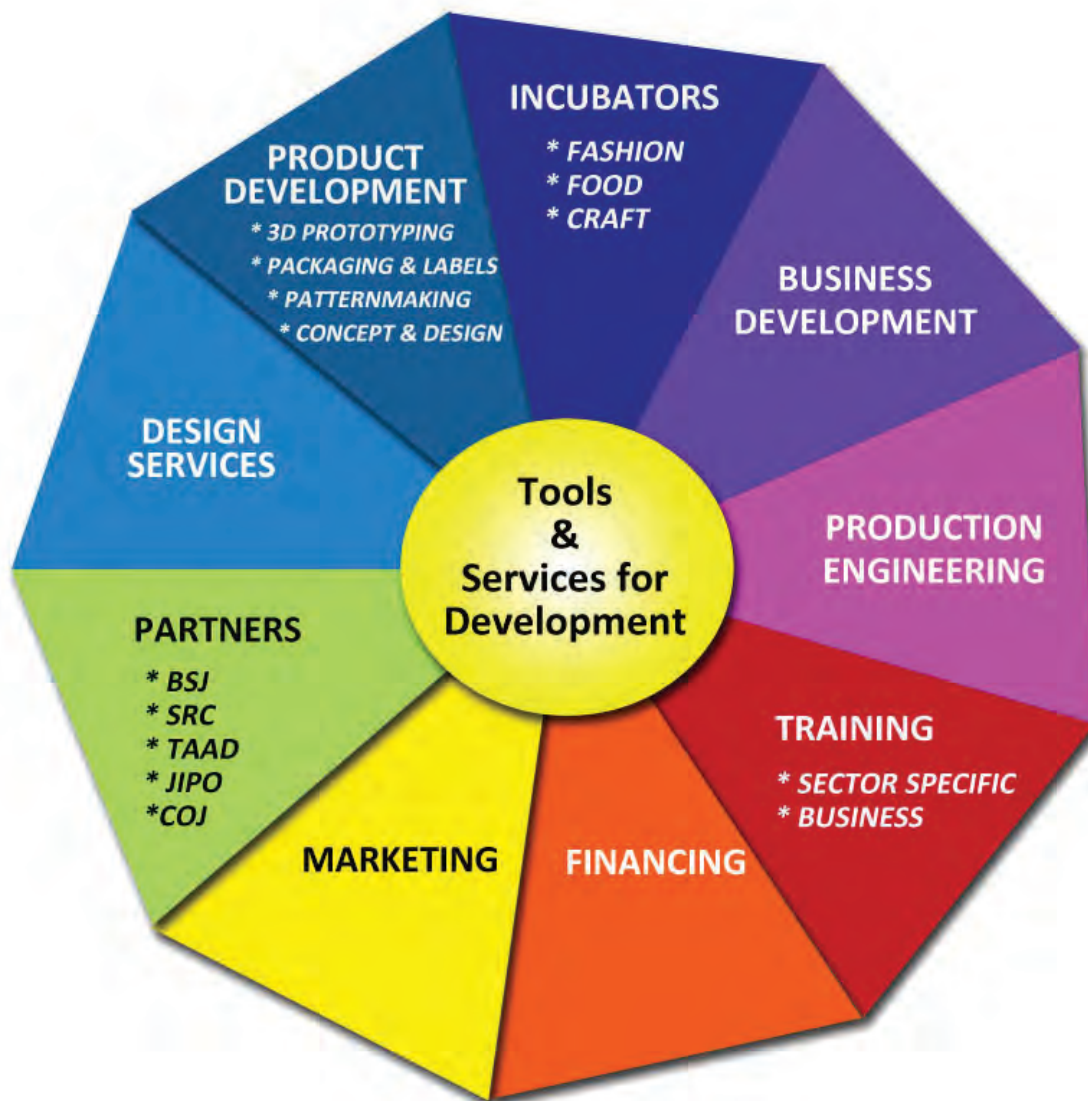 INCUBATORS
* FASHION
* FOOD
* CRAFT
BUSINESS
DEVELOPMENT
PRODUCTION
ENGINEERING
TRAINING
* SECTOR SPECIFIC
* BUSINESS
FINANCING
MARKETING
PARTNERS
* BSJ
* SRC
* TAAD
* JIPO
*COJ
DESIGN
SERVICES
PRODUCT
DEVELOPMENT
* 3D PROTOTYPING
* PACKAGING & LABELS
* PATTERNMAKING
* CONCEPT & DESIGN
Tools
&
Services for
Development